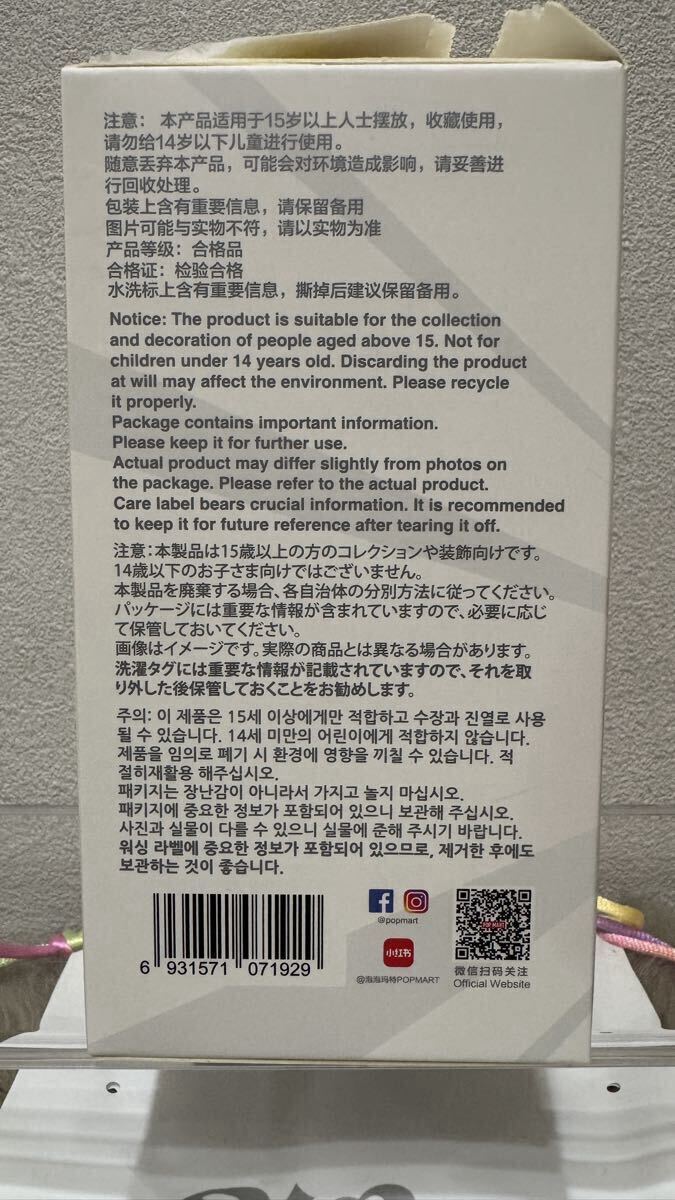 注意： 本产品适用于15岁以上人士摆放，收藏使用，
请勿给14岁以下儿童进行使用。
随意丢弃本产品，可能会对环境造成影响，请妥善进
行回收处理。
包装上含有重要信息，请保留备用
图片可能与实物不符，请以实物为准
产品等级：合格品
合格证：检验合格
水洗标上含有重要信息，撕掉后建议保留备用。
Notice: The product is suitable for the collection
and decoration of people aged above 15. Not for
children under 14 years old. Discarding the product
at will may affect the environment. Please recycle
it properly.
Package contains important information.
Please keep it for further use.
Actual product may differ slightly from photos on
the package. Please refer to the actual product.
Care label bears crucial information. It is recommended
to keep it for future reference after tearing it off.
注意：本製品は15歳以上の方のコレクションや装飾向けです。
14歳以下のお子さま向けではございません。
本製品を廃棄する場合、各自治体の分別方法に従ってください。
パッケージには重要な情報が含まれていますので、必要に応じ
て保管しておいてください。
画像はイメージです。実際の商品とは異なる場合があります。
洗濯タグには重要な情報が記載されていますので、それを取
り外した後保管しておくことをお勧めします。
주의: 이 제품은 15세 이상에게만 적합하고 수장과 진열로 사용
될 수 있습니다. 14세 미만의 어린이에게 적합하지 않습니다.
제품을 임의로 폐기 시 환경에 영향을 끼칠 수 있습니다. 적
절히재활용 해주십시오.
패키지는 장난감이 아니라서 가지고 놀지 마십시오.
패키지에 중요한 정보가 포함되어 있으니 보관해 주십시오.
사진과 실물이 다를 수 있으니 실물에 준해 주시기 바랍니다.
워싱 라벨에 중요한 정보가 포함되어 있으므로, 제거한 후에도
보관하는 것이 좋습니다.
@popmart
小红书
@泡泡玛特POPMART
POP MART
微信扫码关注
Official Website
6 931571 071929